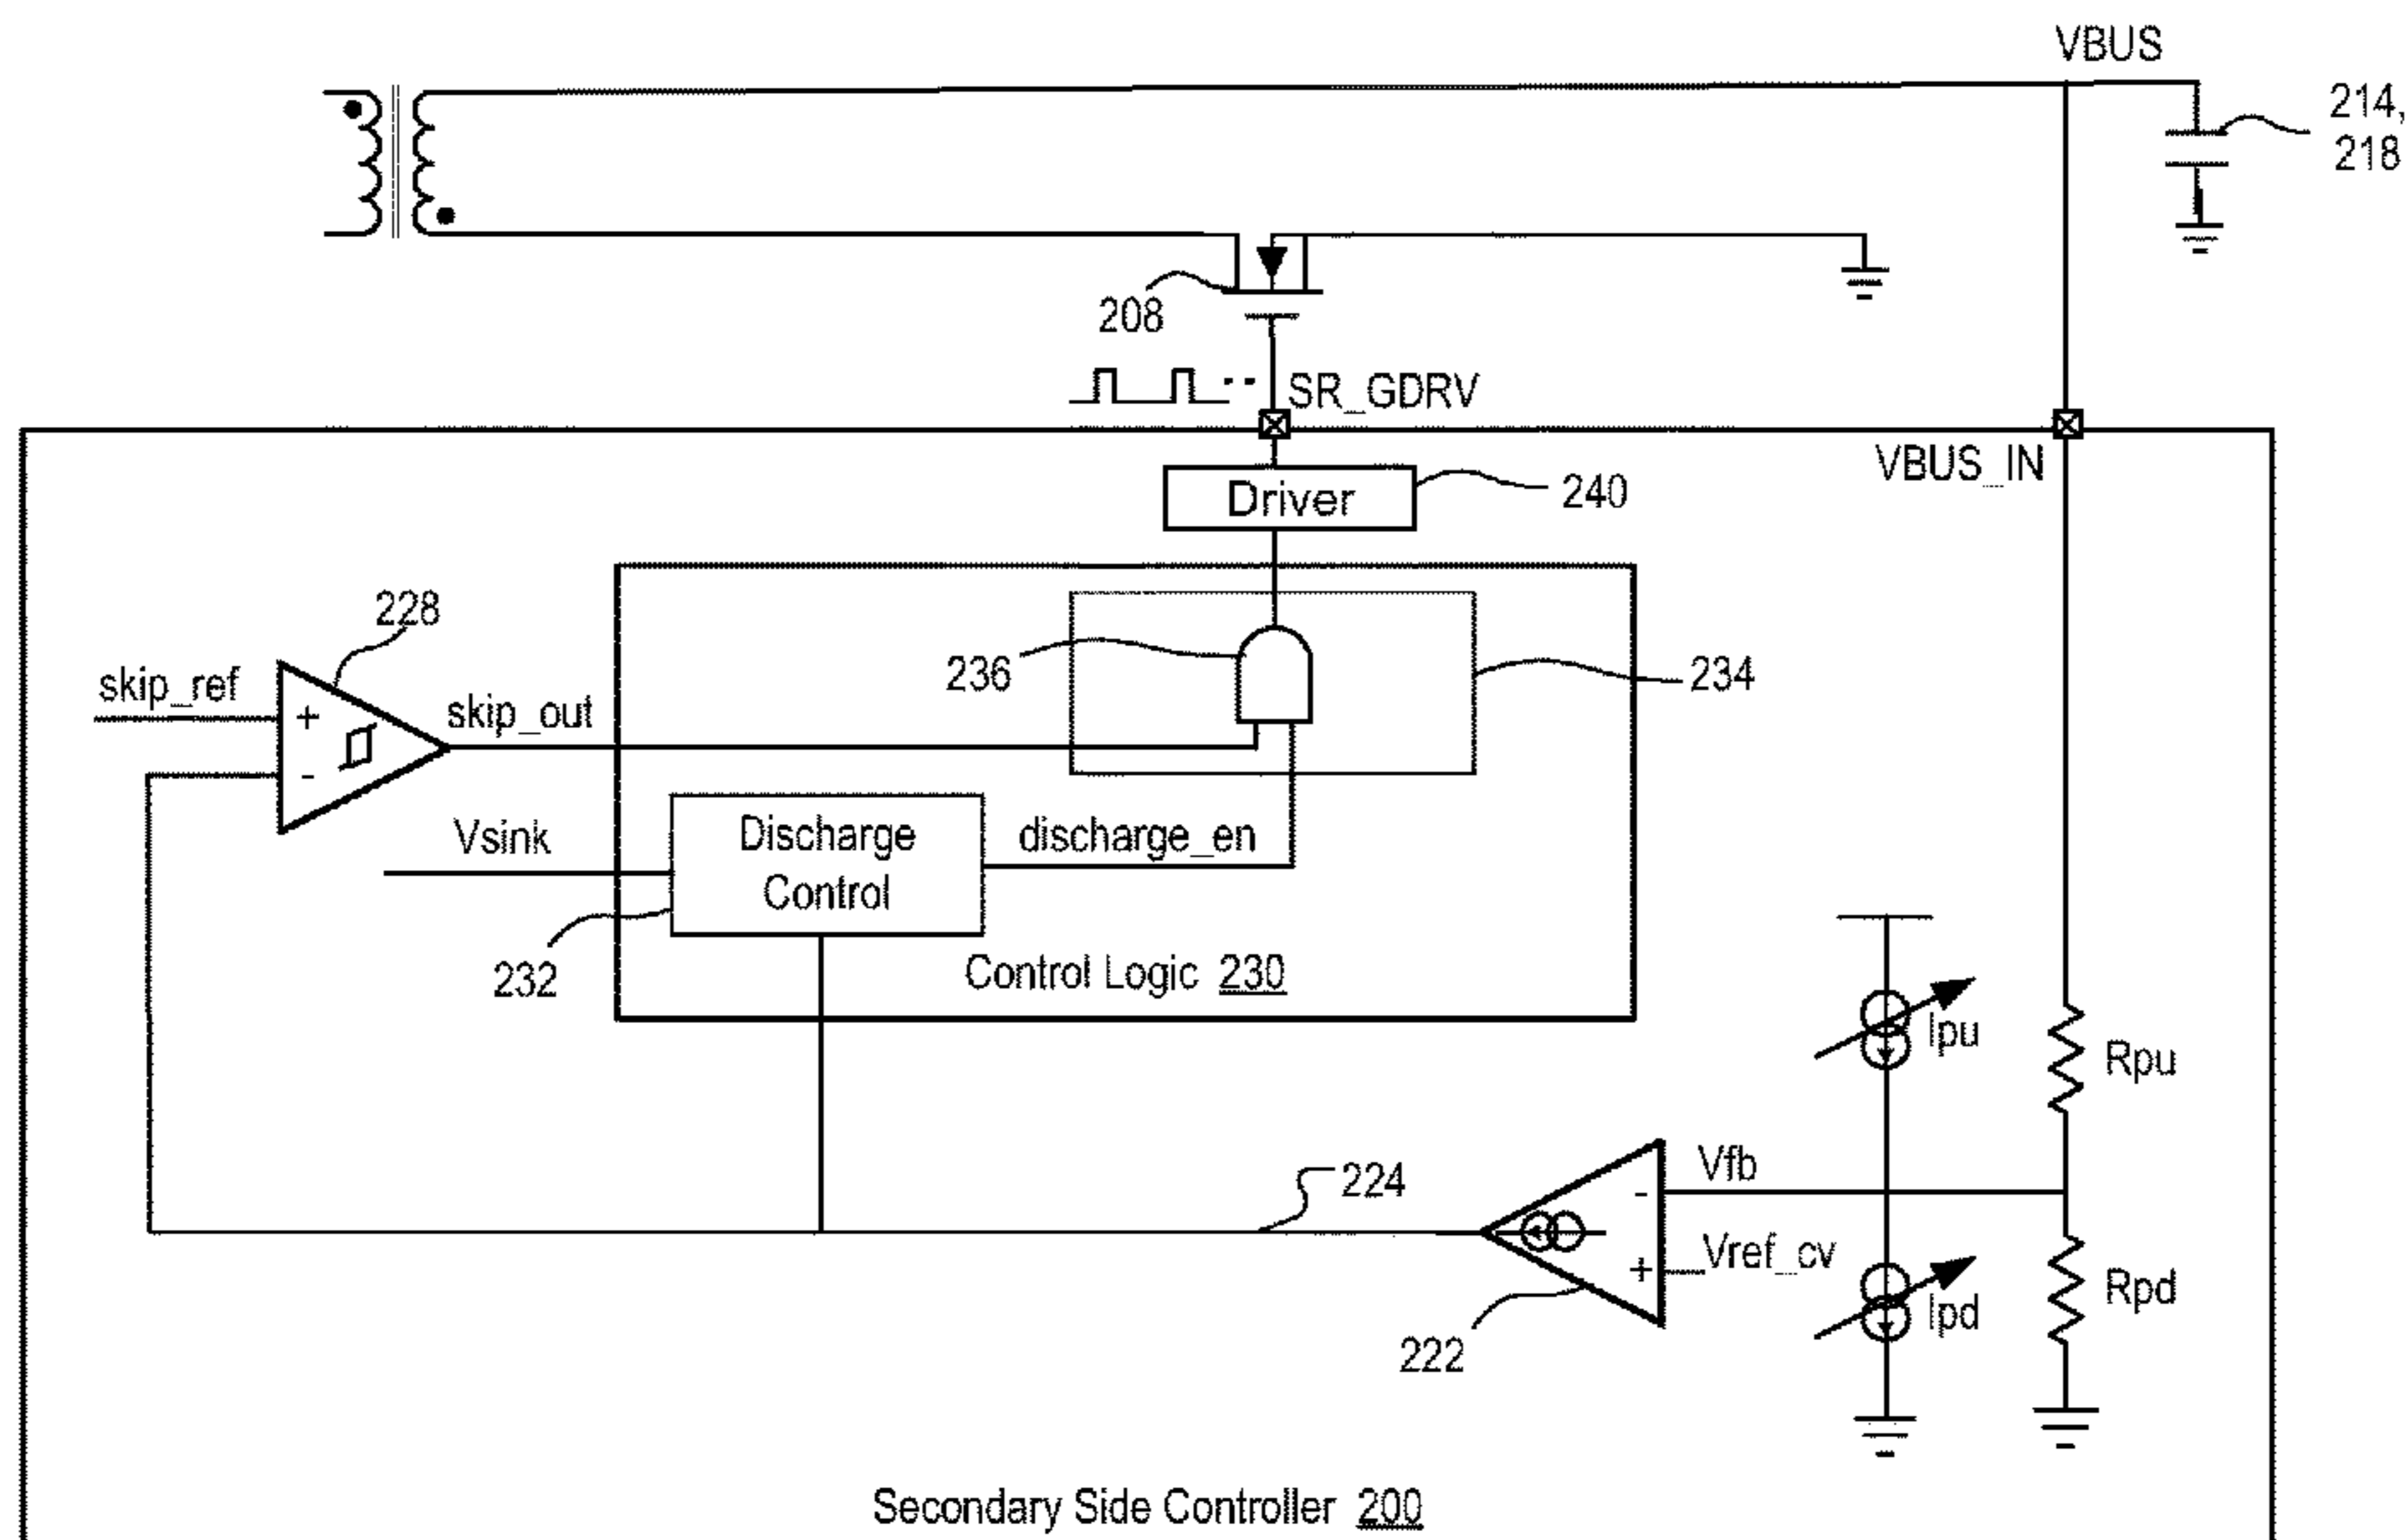 VBUS
214,
218
208
SR_GDRV
VBUS_IN
Driver
240
228
236
234
skip_ref
+
skip_out
-
Vsink
Discharge
Control
discharge_en
232
Control Logic 230
Ipu
Rpu
224
Vfb
-
+
Vref_cv
Ipd
Rpd
222
Secondary Side Controller 200